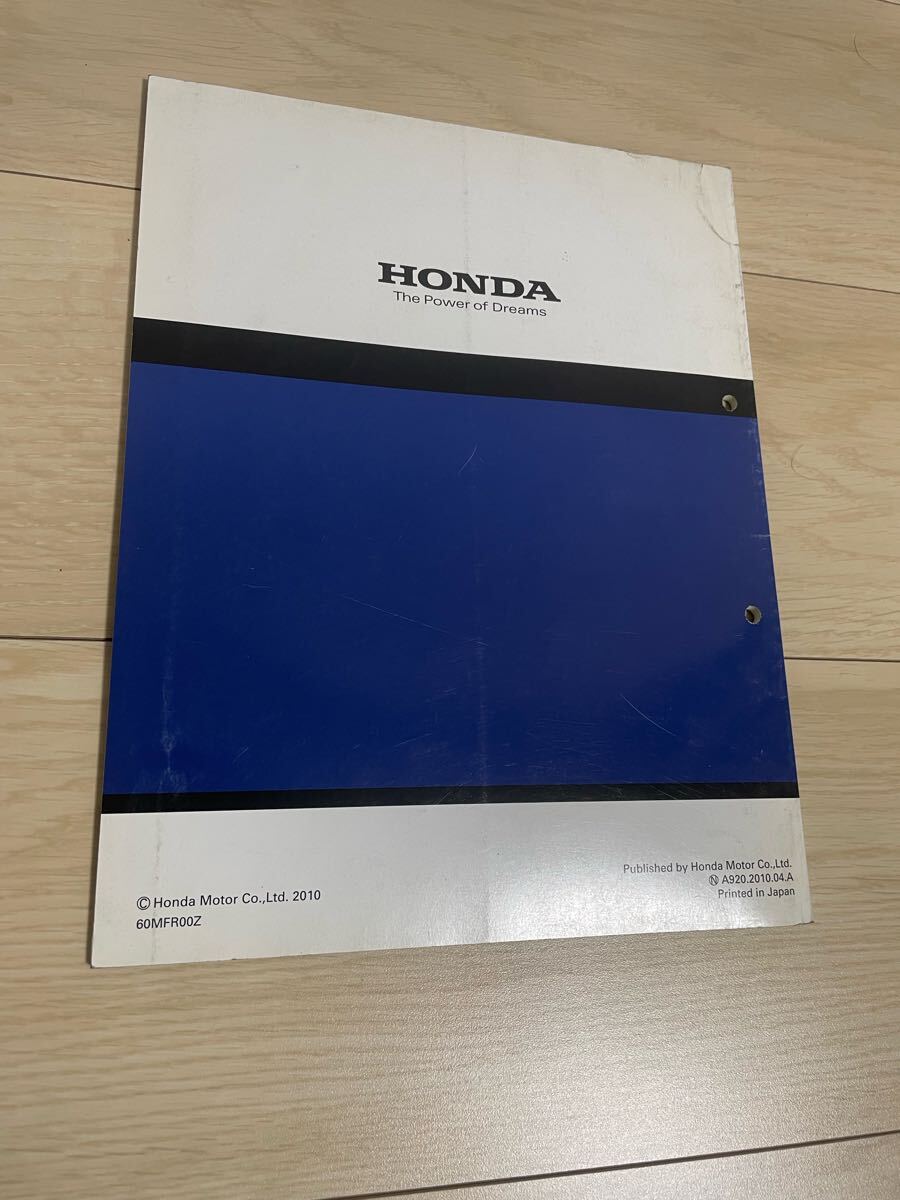 HONDA
The Power of Dreams
© Honda Motor Co.,Ltd. 2010
60MFR00Z
Published by Honda Motor Co.,Ltd.
Ⓝ A920.2010.04.A
Printed in Japan